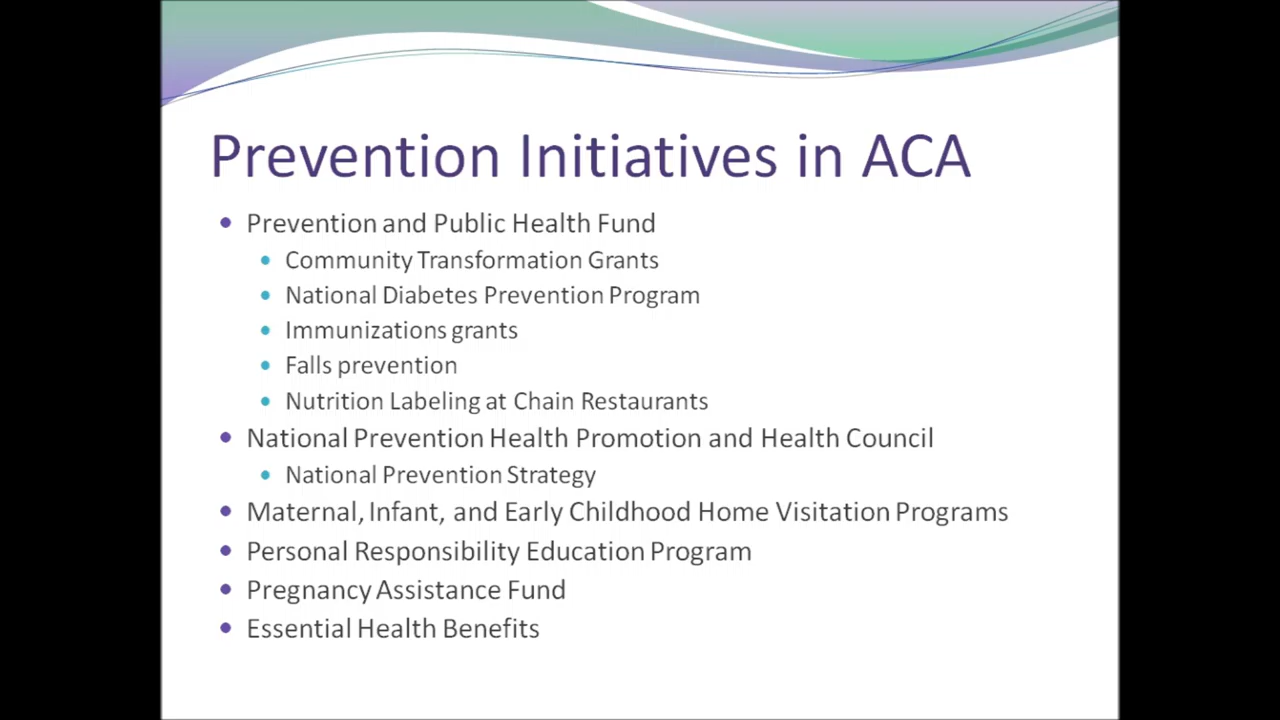 Prevention Initiatives in ACA
Prevention and Public Health Fund
Community Transformation Grants
National Diabetes Prevention Program
Immunizations grants
Falls prevention
Nutrition Labeling at Chain Restaurants
National Prevention Health Promotion and Health Council
National Prevention Strategy
Maternal, Infant, and Early Childhood Home Visitation Programs
Personal Responsibility Education Program
Pregnancy Assistance Fund
Essential Health Benefits